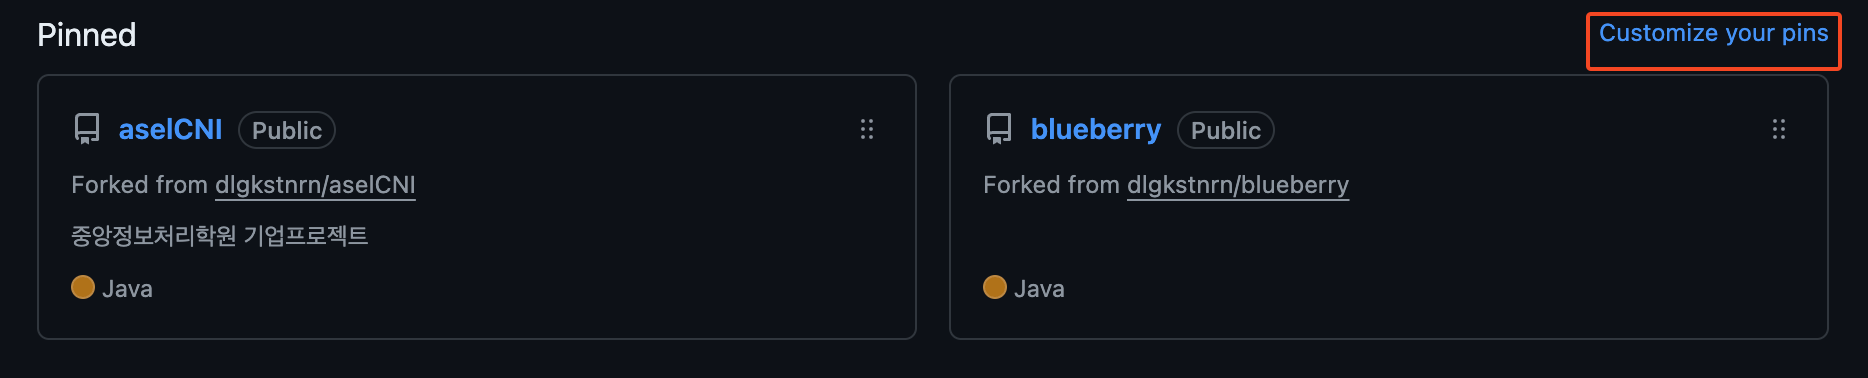 Pinned
Customize your pins
aselCNI Public
Forked from dlgkstnrn/aselCNI
중앙정보처리학원 기업프로젝트
Java
blueberry Public
Forked from dlgkstnrn/blueberry
Java